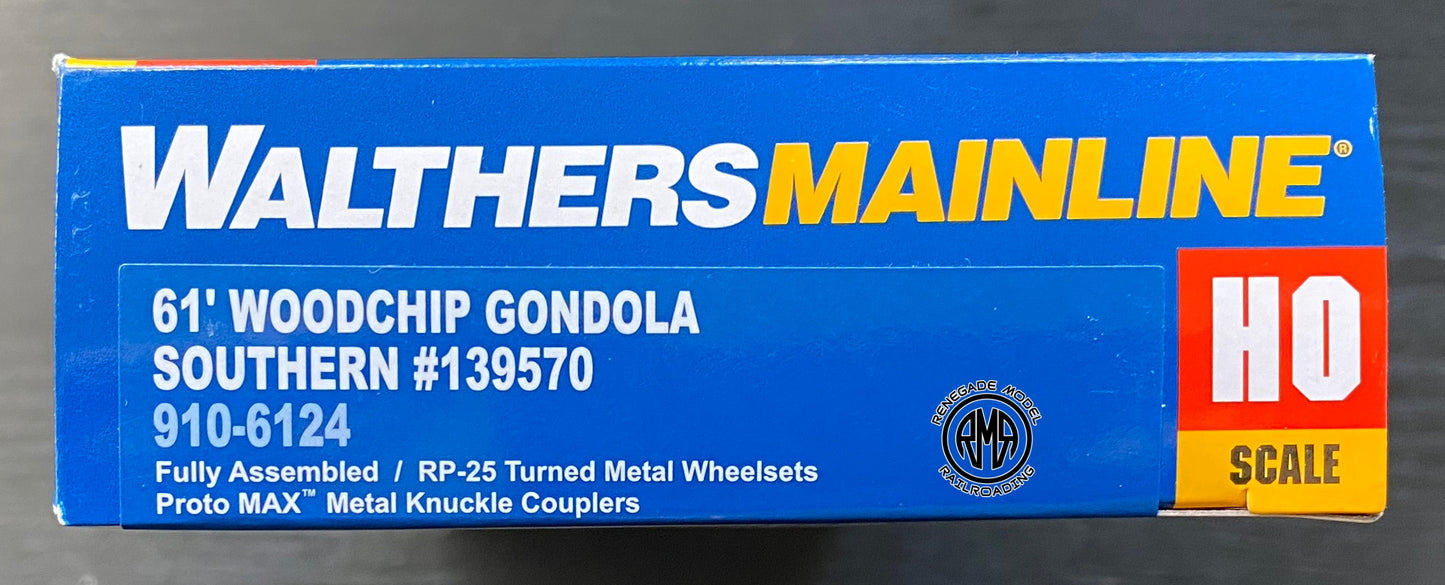 WALTHERSMAINLINE®
61' WOODCHIP GONDOLA
SOUTHERN #139570
910-6124
Fully Assembled / RP-25 Turned Metal Wheelsets
Proto MAX™ Metal Knuckle Couplers
HO
SCALE
RENEGADE MODEL
RMR
RAILROADING